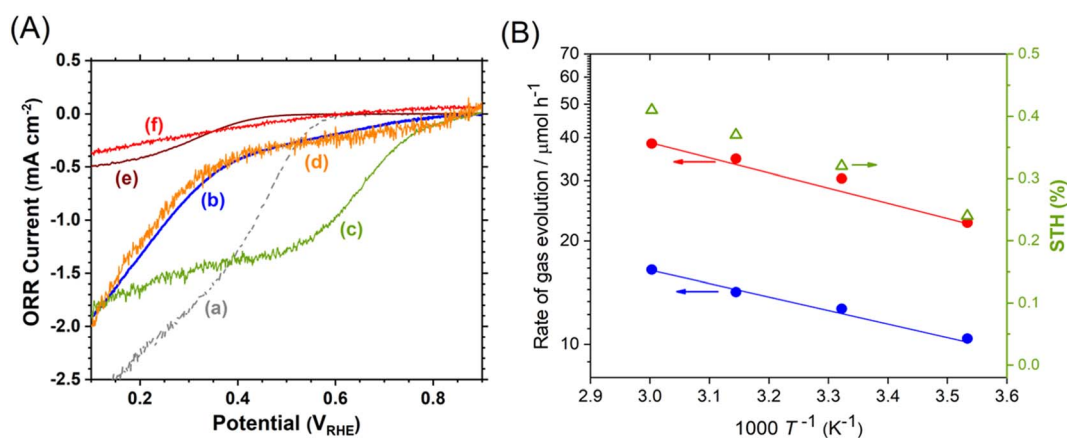 (A)
0.5
0.0
-0.5
-1.0
-1.5
-2.0
-2.5
ORR Current (mA cm-2)
(f)
(e)
(d)
(b)
(c)
(a)
0.2 0.4 0.6 0.8
Potential (VRHE)
(B)
70
60
50
40
30
20
10
Rate of gas evolution / μmol h-1
0.5
0.4
0.3
0.2
0.1
0.0
STH (%)
2.9 3.0 3.1 3.2 3.3 3.4 3.5 3.6
1000 T-1 (K-1)